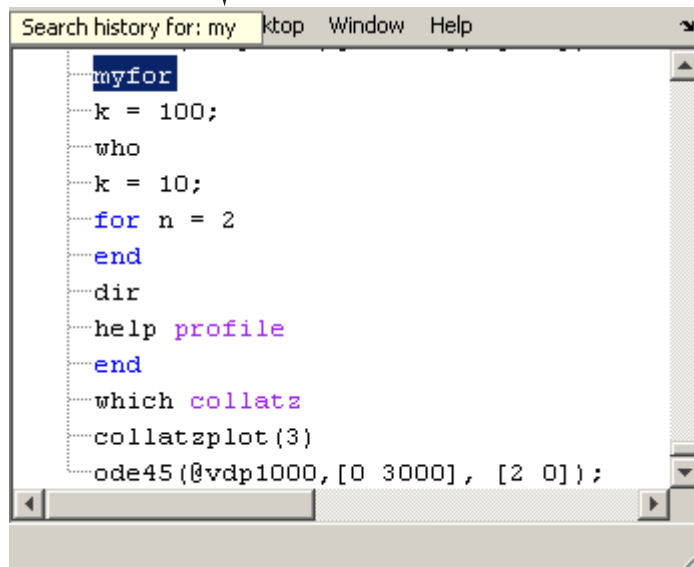 Search history for: my ktop Window Help
myfor
k = 100;
who
k = 10;
for n = 2
end
dir
help profile
end
which collatz
collatzplot(3)
ode45(@vdp1000,[0 3000], [2 0]);